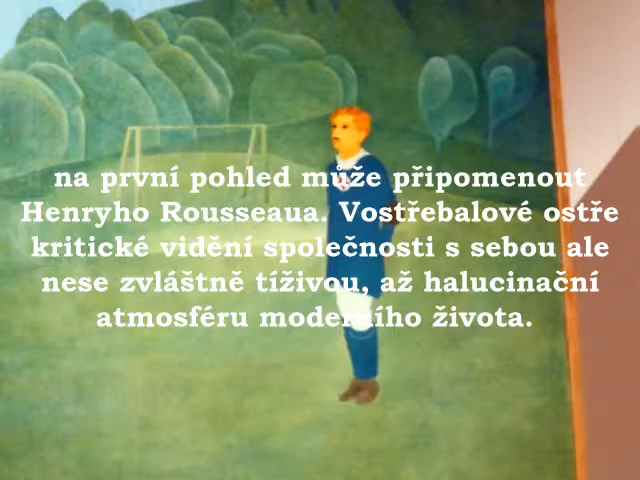 na první pohled může připomenout
Henryho Rousseaua. Vostřebalové ostře
kritické vidění společnosti s sebou ale
nese zvláštně tíživou, až halucinační
atmosféru moderního života.